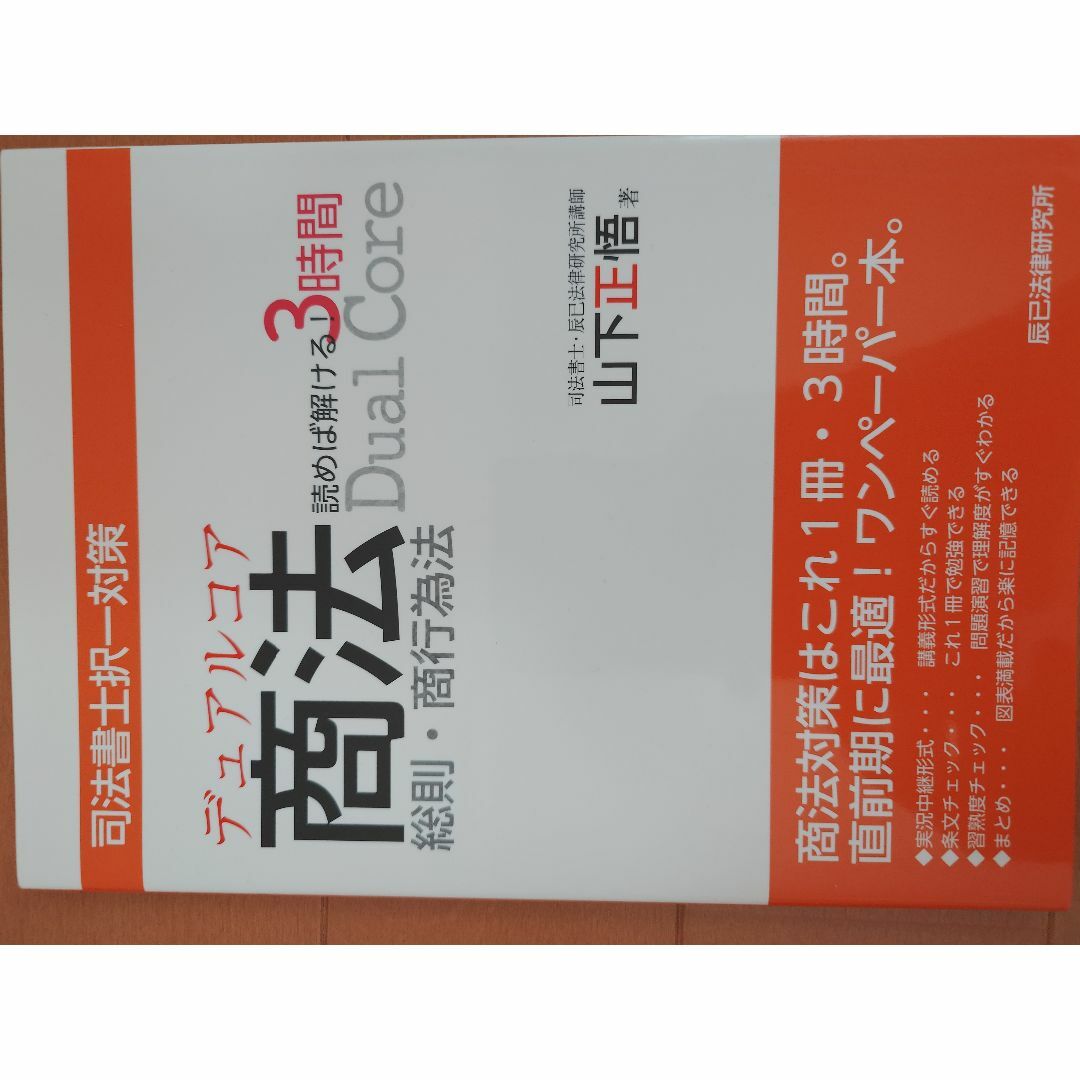 司法書士択一対策
デュアルコア
商法
読めば解ける！3時間
Dual Core
総則・商行為法
司法書士・辰已法律研究所講師
山下正悟 著
商法対策はこれ1冊・3時間。
直前期に最適！ワンペーパー本。
◆実況中継形式・・・ 講義形式だからすぐ読める
◆条文チェック・・・ これ1冊で勉強できる
◆習熟度チェック・・・ 問題演習で理解度がすぐわかる
◆まとめ・・・ 図表満載だから楽に記憶できる
辰已法律研究所